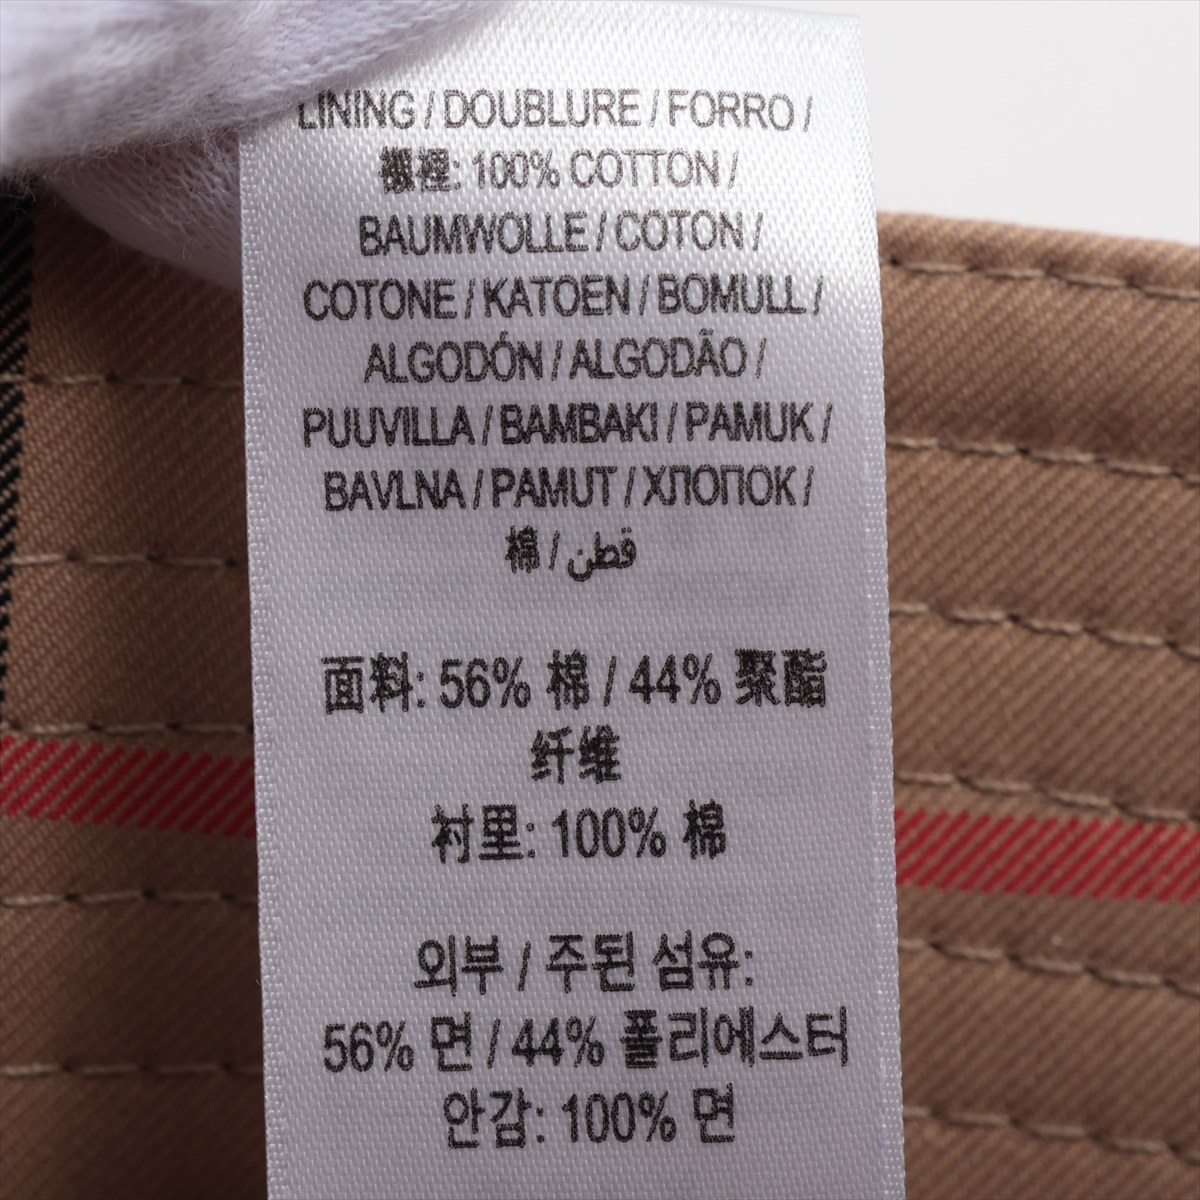 LINING / DOUBLURE / FORRO /
襯裡: 100% COTTON /
BAUMWOLLE / COTON /
COTONE / KATOEN / BOMULL /
ALGODÓN / ALGODÃO /
PUUVILLA / BAMBAKI / PAMUK /
BAVLNA / PAMUT / ХЛОПОК /
棉 / قطن
面料: 56% 棉 / 44% 聚酯
纤维
衬里: 100% 棉
외부 / 주된 섬유:
56% 면 / 44% 폴리에스터
안감: 100% 면